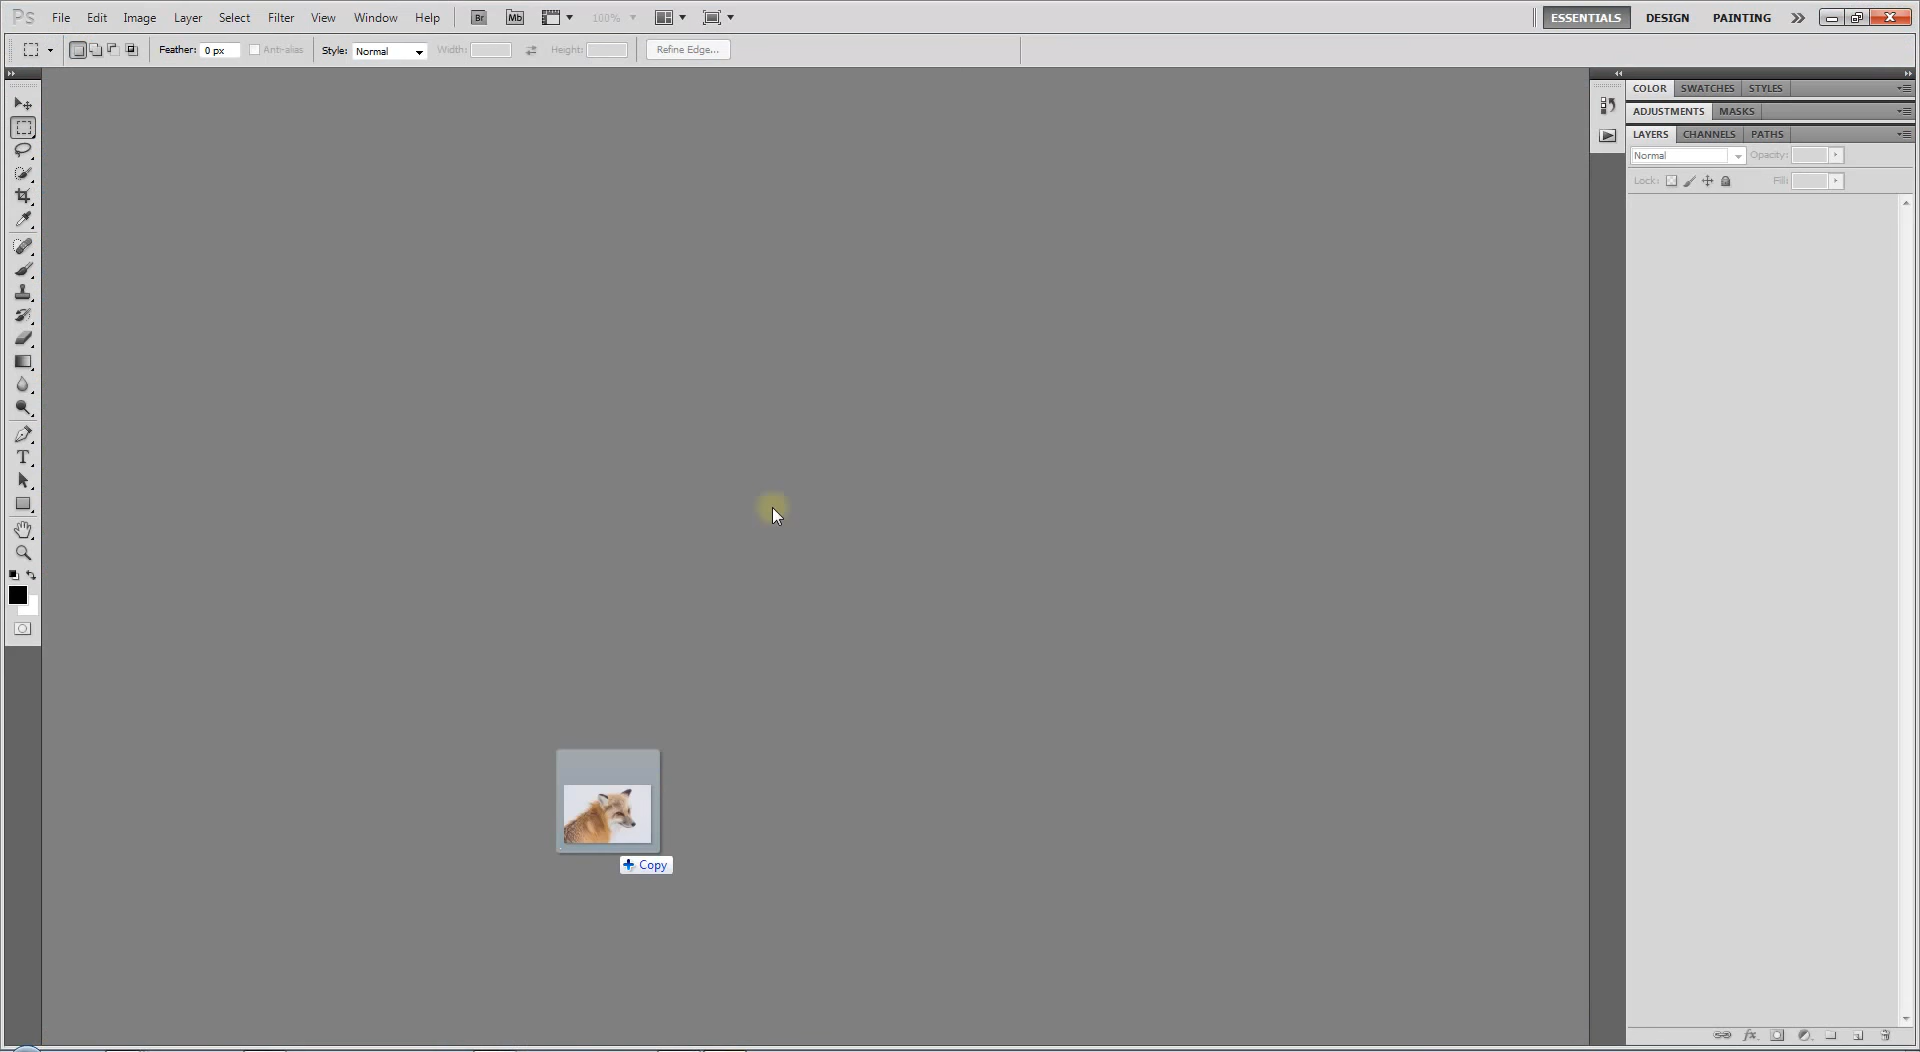 Ps File Edit Image Layer Select Filter View Window Help Br Mb 100% ESSENTIALS DESIGN PAINTING
Feather: 0 px Anti-alias Style: Normal Width: Height: Refine Edge...
COLOR SWATCHES STYLES
ADJUSTMENTS MASKS
LAYERS CHANNELS PATHS
Normal Opacity:
Lock: Fill:
T
Copy
fx